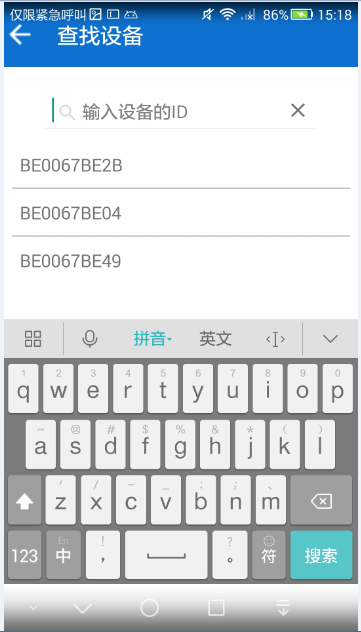 仅限紧急呼叫 86% 15:18
查找设备
输入设备的ID
BE0067BE2B
BE0067BE04
BE0067BE49
拼音 英文
1 2 3 4 5 6 7 8 9 0
q w e r t y u i o p
~ @ # $ % & * ( )
a s d f g h j k l
z x c v b n m
En ! ?
123 中 , 。 符 搜索